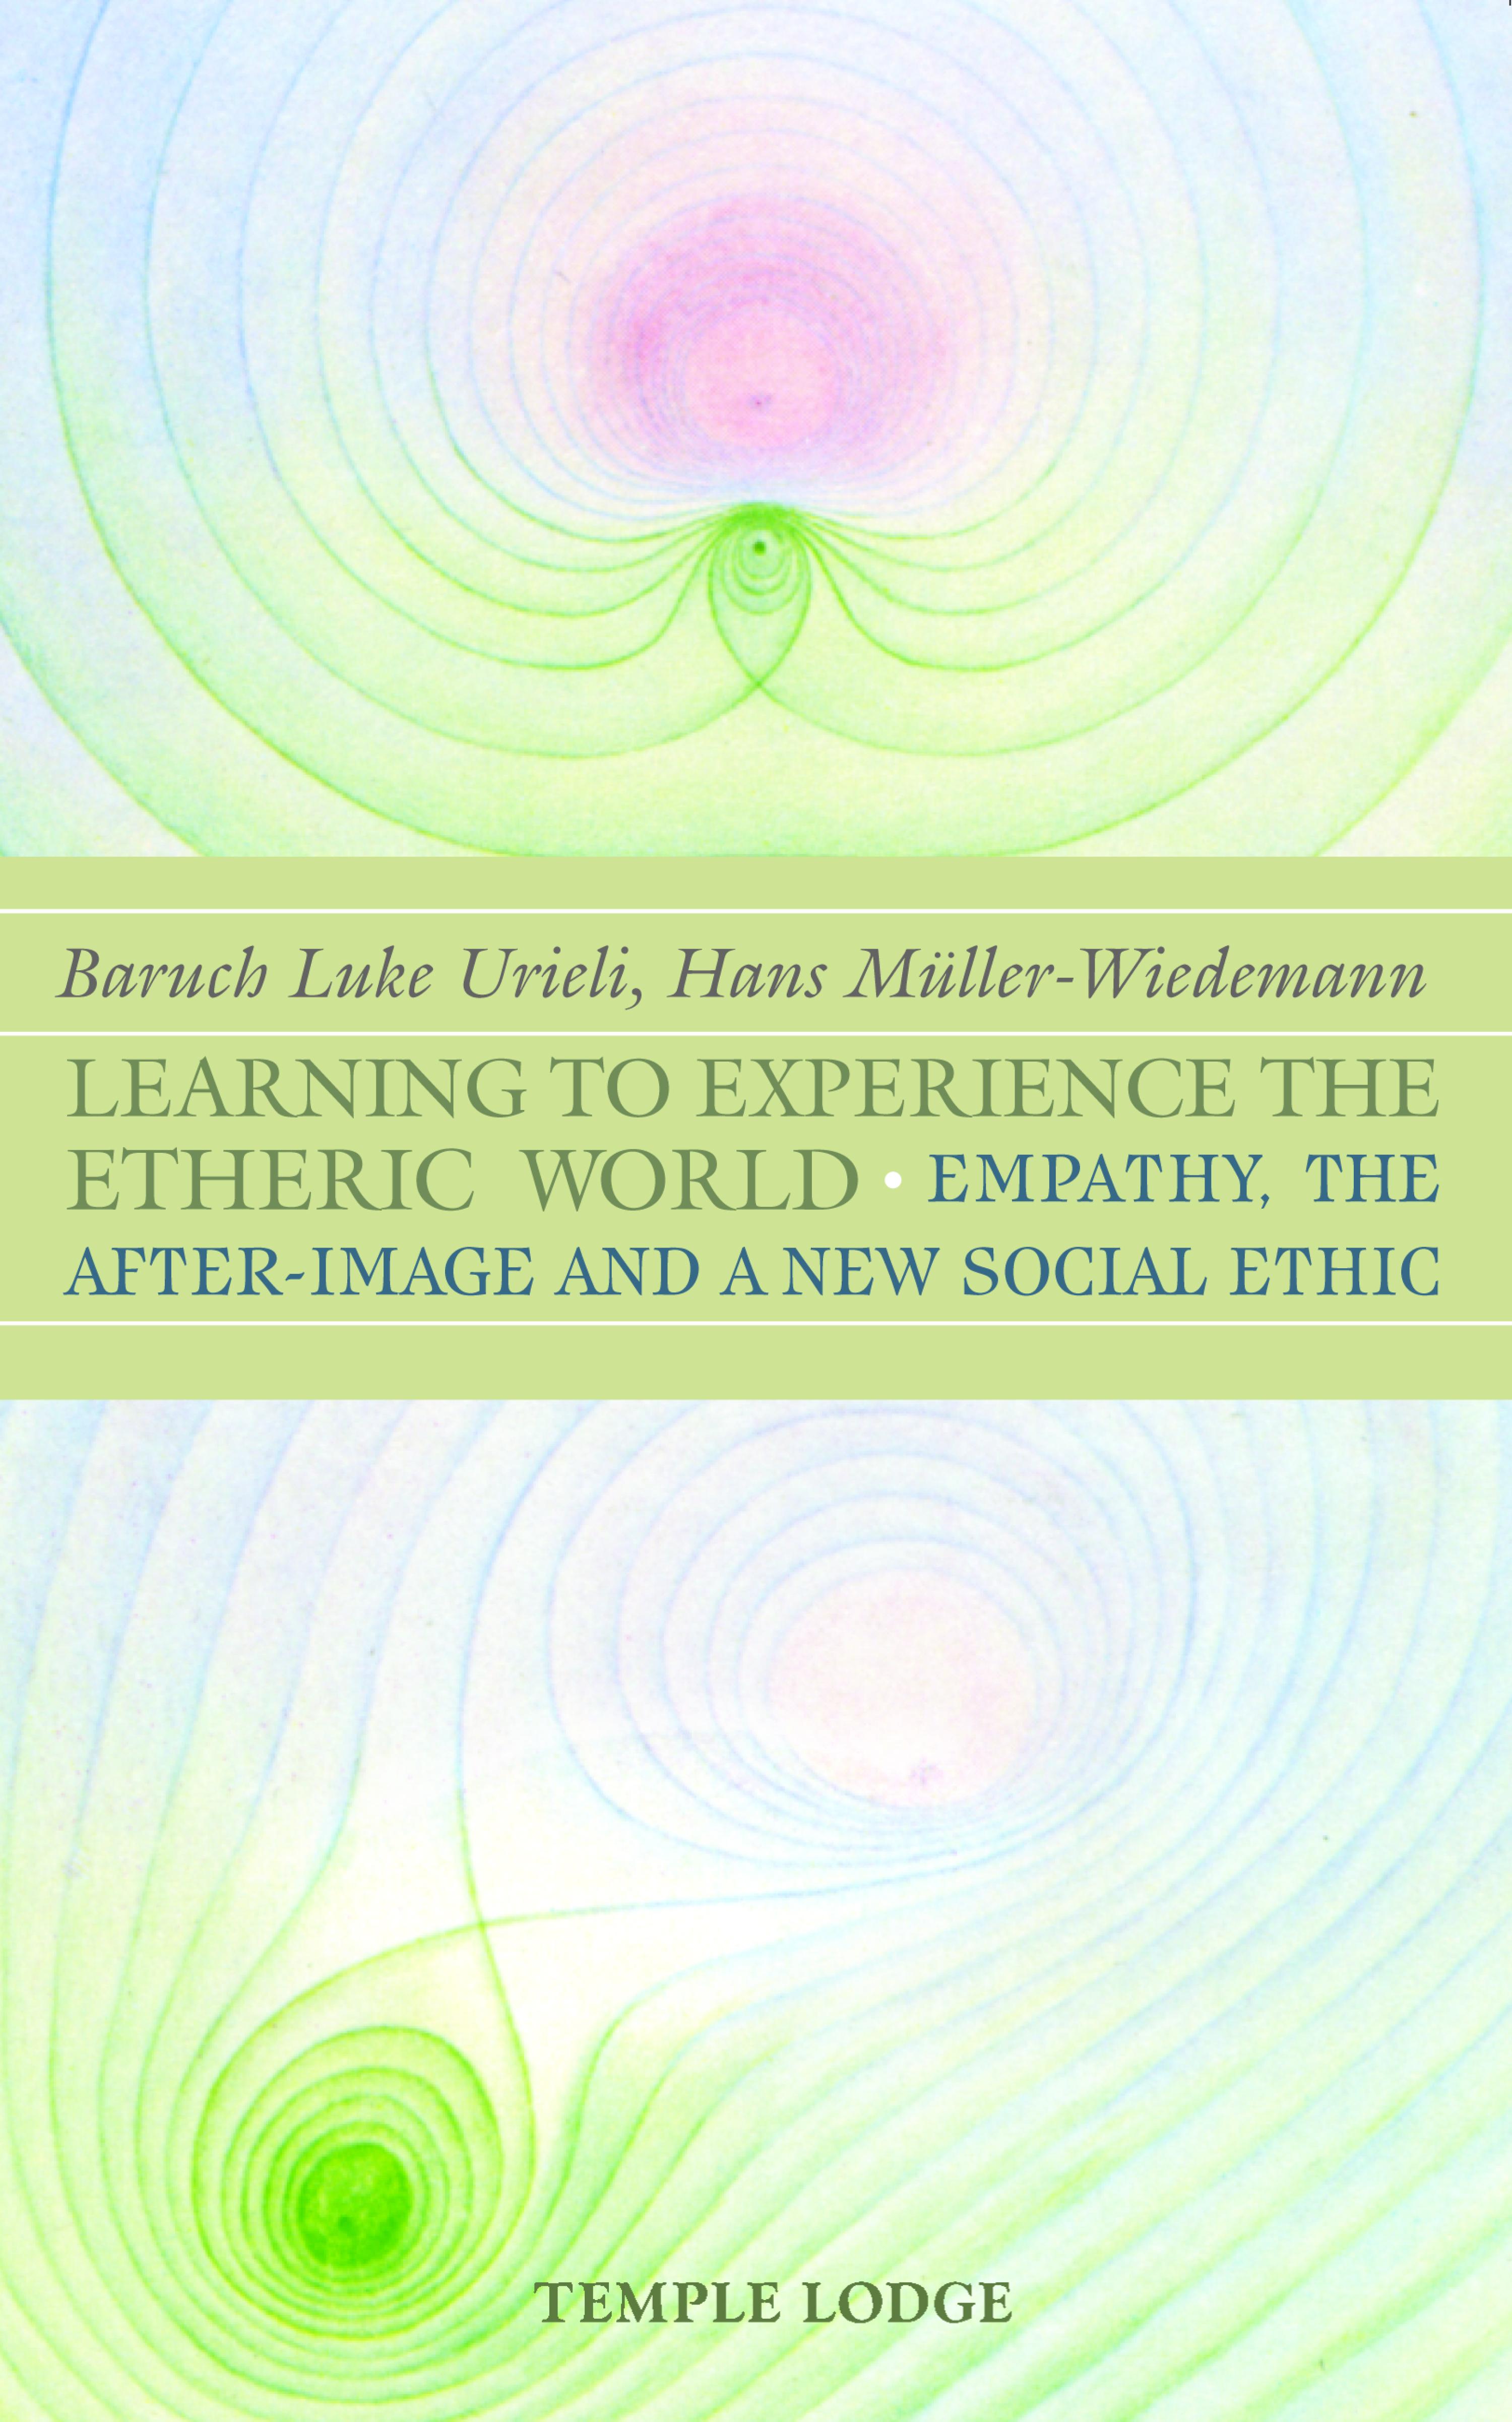 Baruch Luke Urieli, Hans Müller-Wiedemann
LEARNING TO EXPERIENCE THE
ETHERIC WORLD • EMPATHY, THE
AFTER-IMAGE AND A NEW SOCIAL ETHIC
TEMPLE LODGE